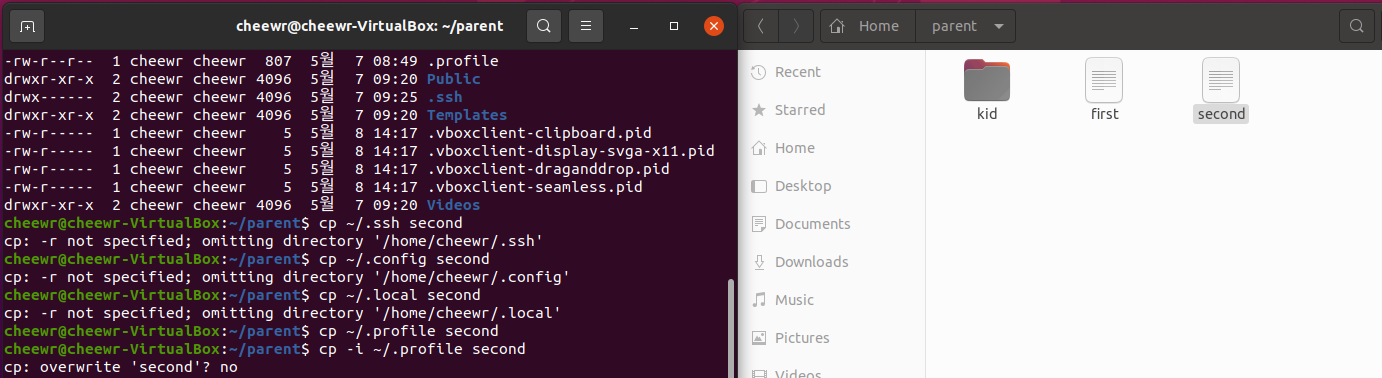 cheewr@cheewr-VirtualBox: ~/parent
-rw-r--r--  1 cheewr cheewr  807  5월  7 08:49 .profile
drwxr-xr-x  2 cheewr cheewr 4096  5월  7 09:20 Public
drwx------  2 cheewr cheewr 4096  5월  7 09:25 .ssh
drwxr-xr-x  2 cheewr cheewr 4096  5월  7 09:20 Templates
-rw-r-----  1 cheewr cheewr    5  5월  8 14:17 .vboxclient-clipboard.pid
-rw-r-----  1 cheewr cheewr    5  5월  8 14:17 .vboxclient-display-svga-x11.pid
-rw-r-----  1 cheewr cheewr    5  5월  8 14:17 .vboxclient-draganddrop.pid
-rw-r-----  1 cheewr cheewr    5  5월  8 14:17 .vboxclient-seamless.pid
drwxr-xr-x  2 cheewr cheewr 4096  5월  7 09:20 Videos
cheewr@cheewr-VirtualBox:~/parent$ cp ~/.ssh second
cp: -r not specified; omitting directory '/home/cheewr/.ssh'
cheewr@cheewr-VirtualBox:~/parent$ cp ~/.config second
cp: -r not specified; omitting directory '/home/cheewr/.config'
cheewr@cheewr-VirtualBox:~/parent$ cp ~/.local second
cp: -r not specified; omitting directory '/home/cheewr/.local'
cheewr@cheewr-VirtualBox:~/parent$ cp ~/.profile second
cheewr@cheewr-VirtualBox:~/parent$ cp -i ~/.profile second
cp: overwrite 'second'? no
Home parent
Recent
Starred
Home
Desktop
Documents
Downloads
Music
Pictures
Videos
kid first second